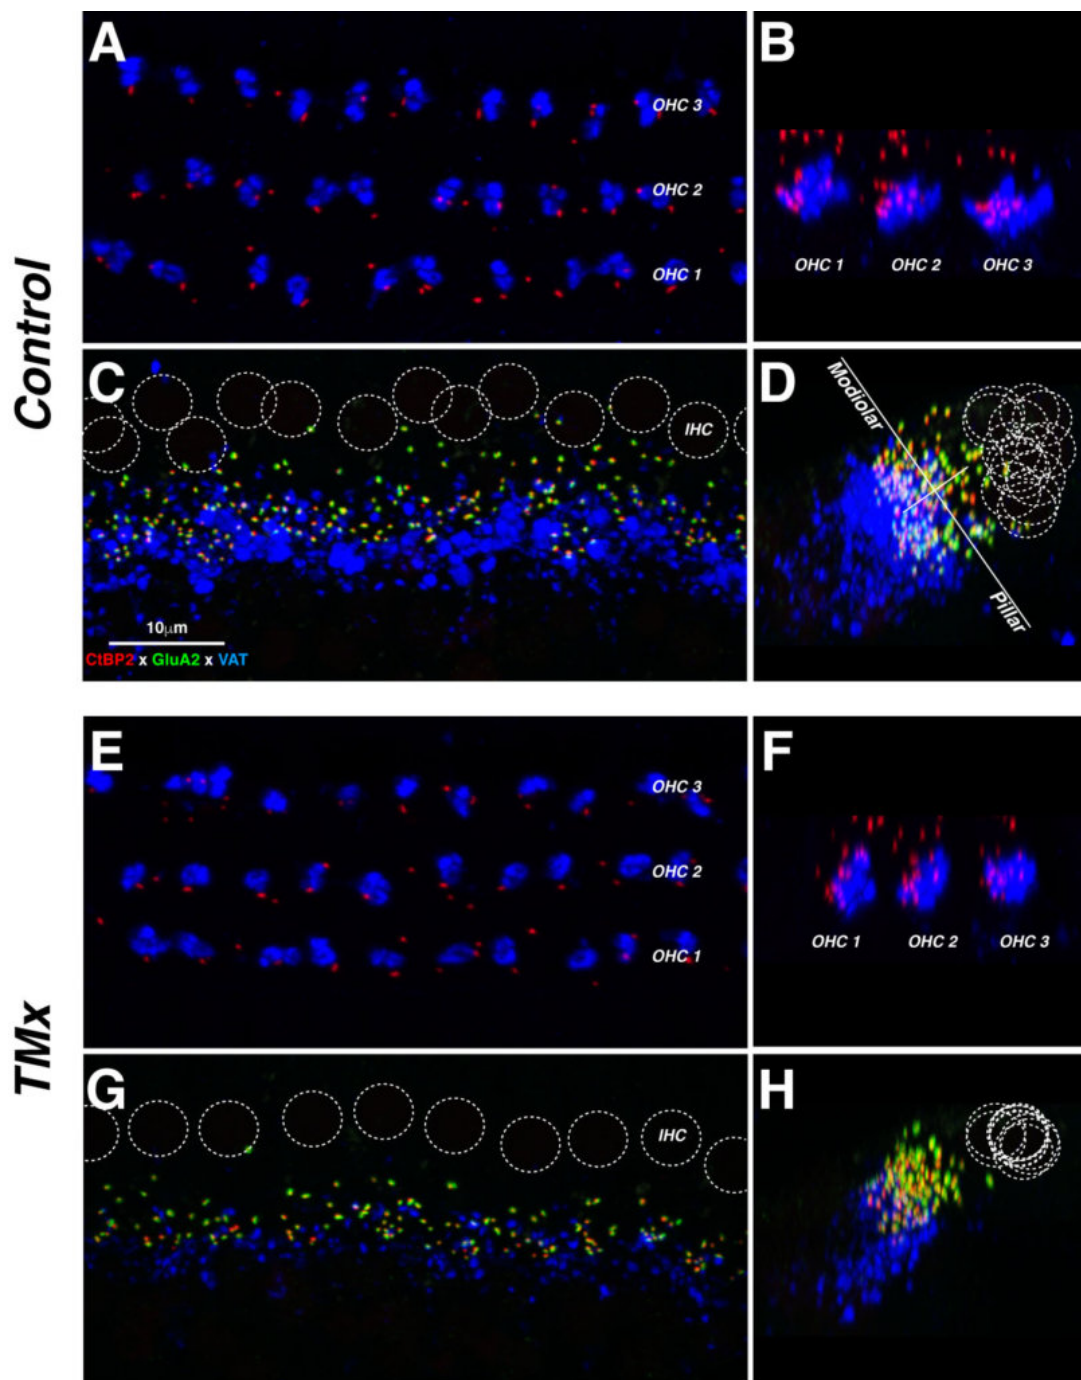 Control
A
OHC 3
OHC 2
OHC 1
B
OHC 1 OHC 2 OHC 3
C
IHC
10μm
CtBP2 x GluA2 x VAT
D
Modiolar
Pillar
TMx
E
OHC 3
OHC 2
OHC 1
F
OHC 1 OHC 2 OHC 3
G
IHC
H